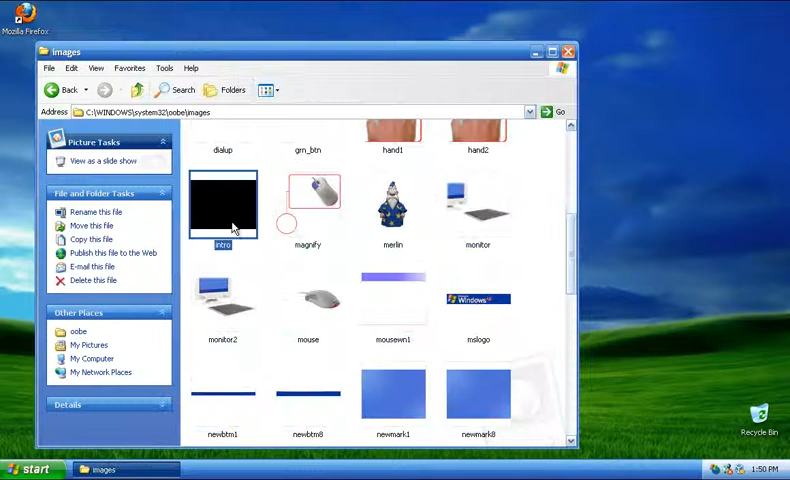 Mozilla Firefox
images
File Edit View Favorites Tools Help
Back Search Folders
Address C:\WINDOWS\system32\oobe\images Go
Picture Tasks
View as a slide show
File and Folder Tasks
Rename this file
Move this file
Copy this file
Publish this file to the Web
E-mail this file
Delete this file
Other Places
oobe
My Pictures
My Computer
My Network Places
Details
dialup grn_btn hand1 hand2
intro magnify merlin monitor
Windows
monitor2 mouse mousewn1 mslogo
newbtm1 newbtm8 newmark1 newmark8
Recycle Bin
start images 1:50 PM